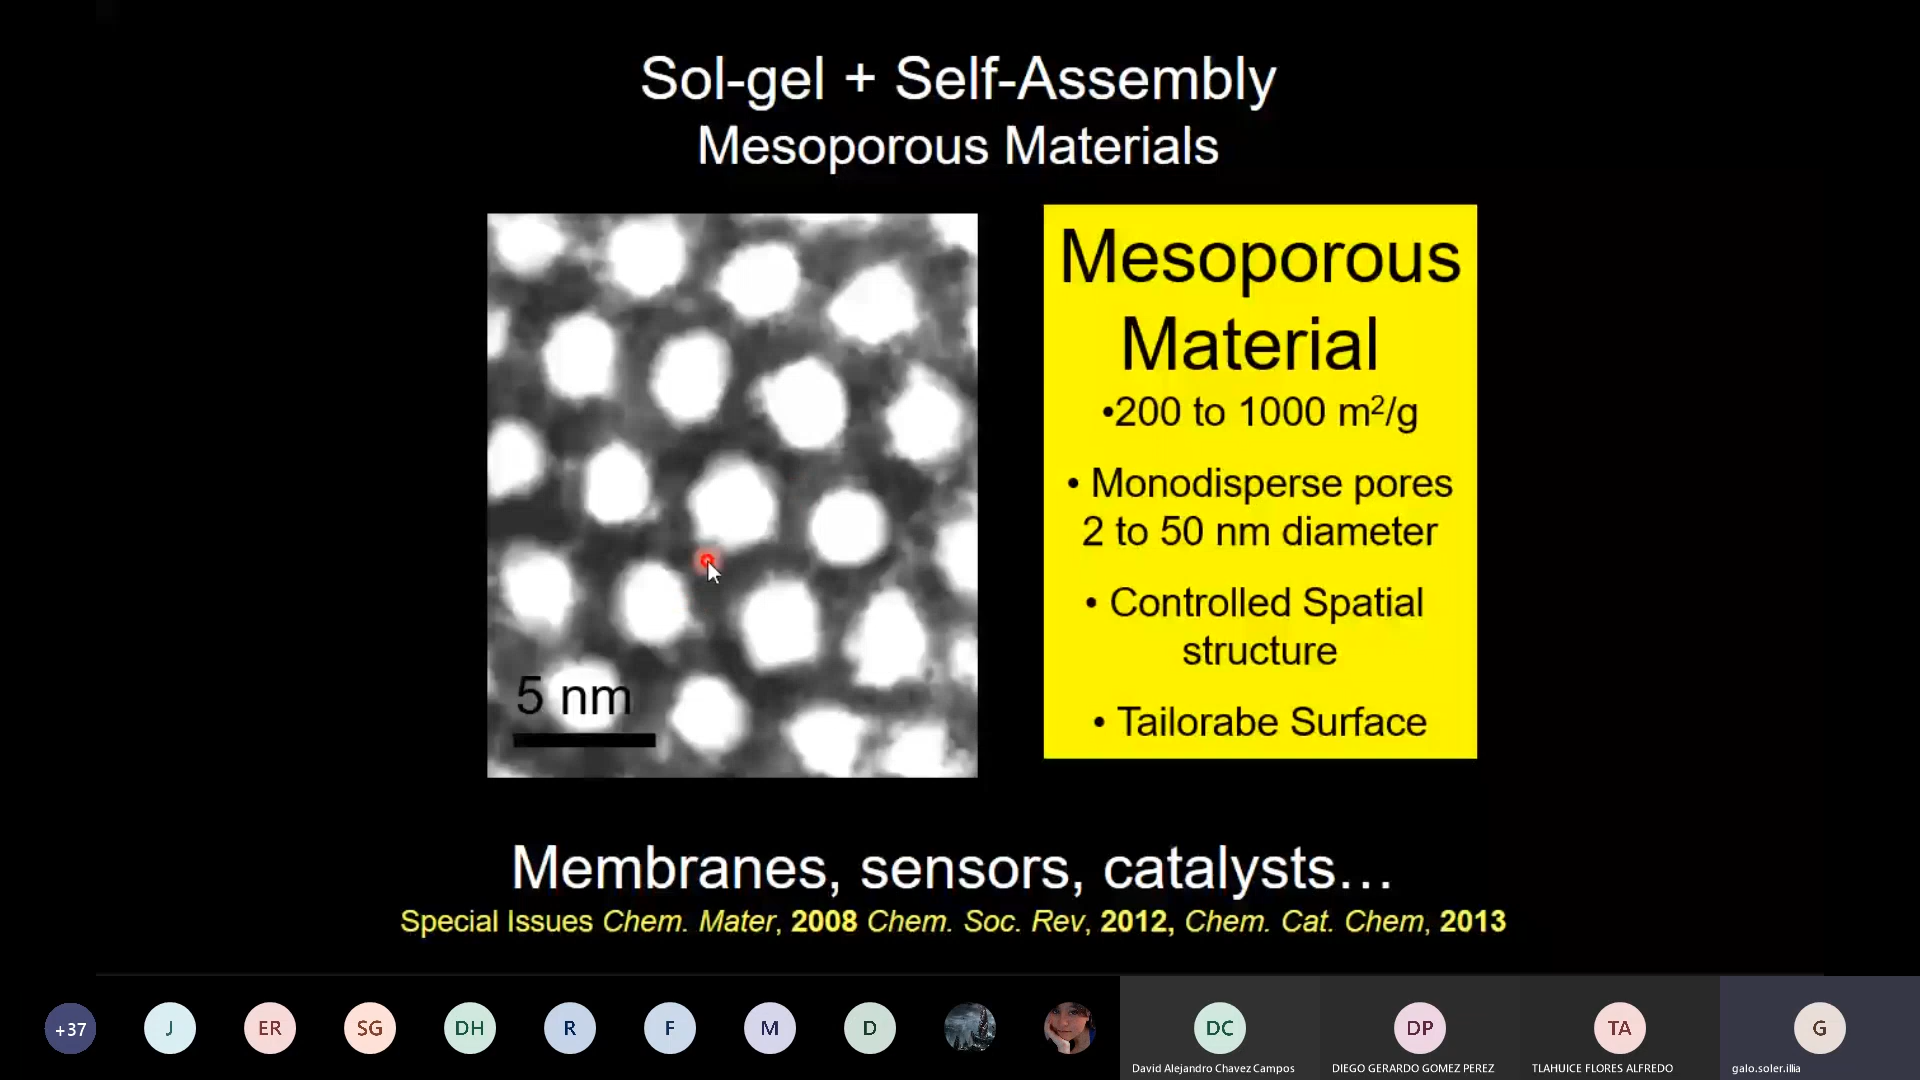 Sol-gel + Self-Assembly
Mesoporous Materials
5 nm
Mesoporous
Material
•200 to 1000 m²/g
• Monodisperse pores
2 to 50 nm diameter
• Controlled Spatial
structure
• Tailorabe Surface
Membranes, sensors, catalysts…
Special Issues Chem. Mater, 2008 Chem. Soc. Rev, 2012, Chem. Cat. Chem, 2013
+37 J ER SG DH R F M D DC DP TA G
David Alejandro Chavez Campos DIEGO GERARDO GOMEZ PEREZ TLAHUICE FLORES ALFREDO galo.soler.illia